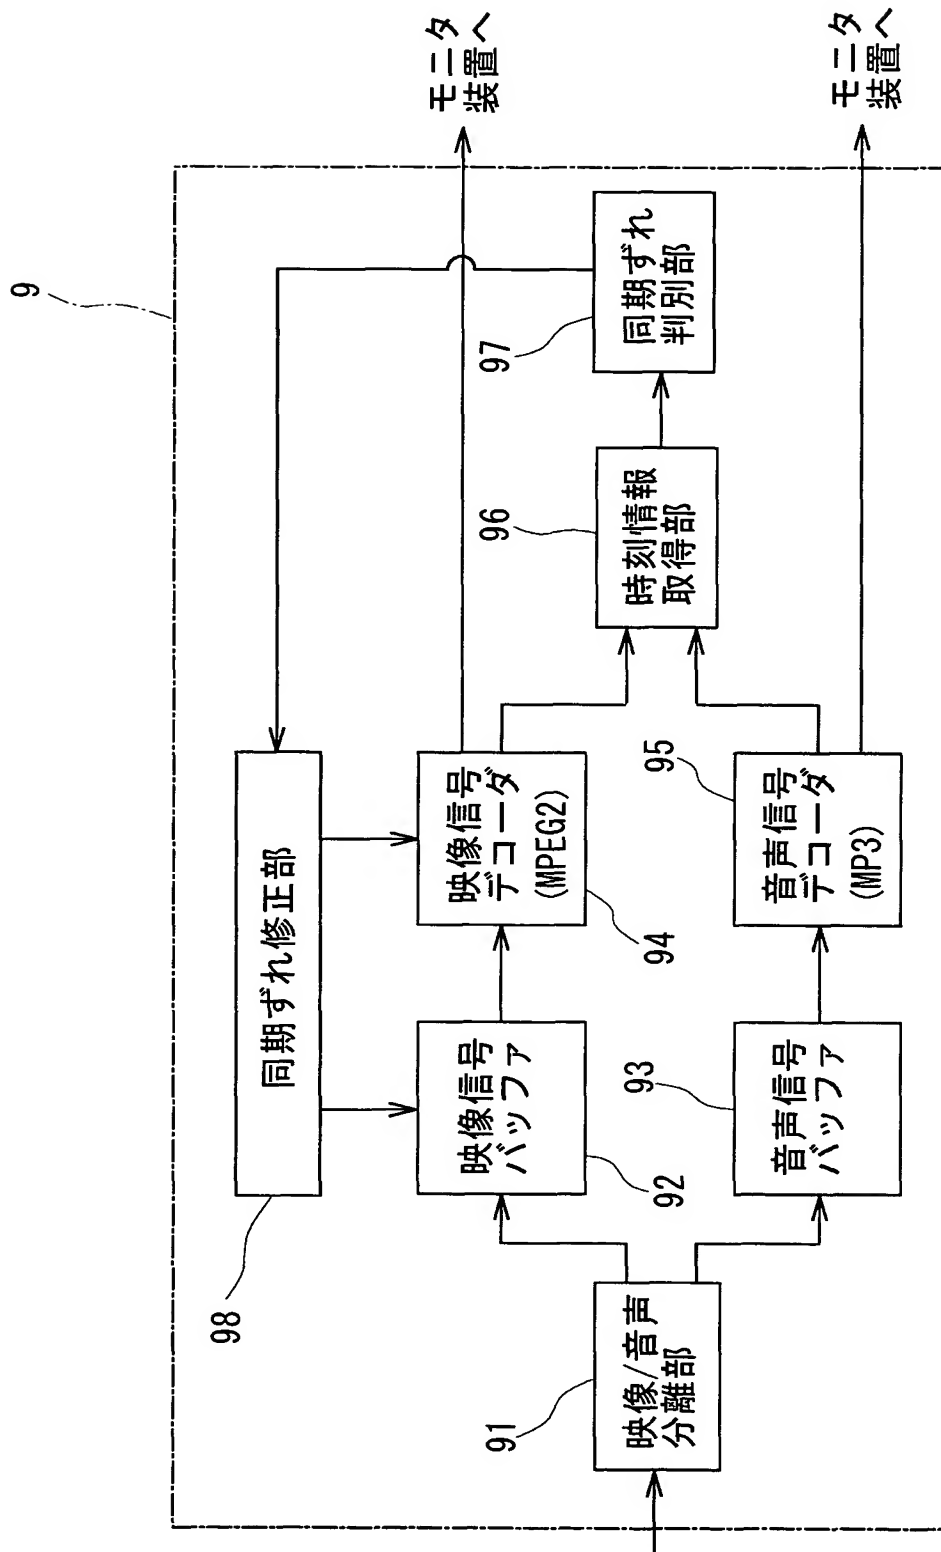 9
98
同期ずれ修正部
91
映像/音声
分離部
映像信号
バッファ
92
映像信号
デコーダ
(MPEG2)
94
モニタ
装置へ
音声信号
バッファ
93
音声信号
デコーダ
(MP3)
95
時刻情報
取得部
96
同期ずれ
判別部
97
モニタ
装置へ